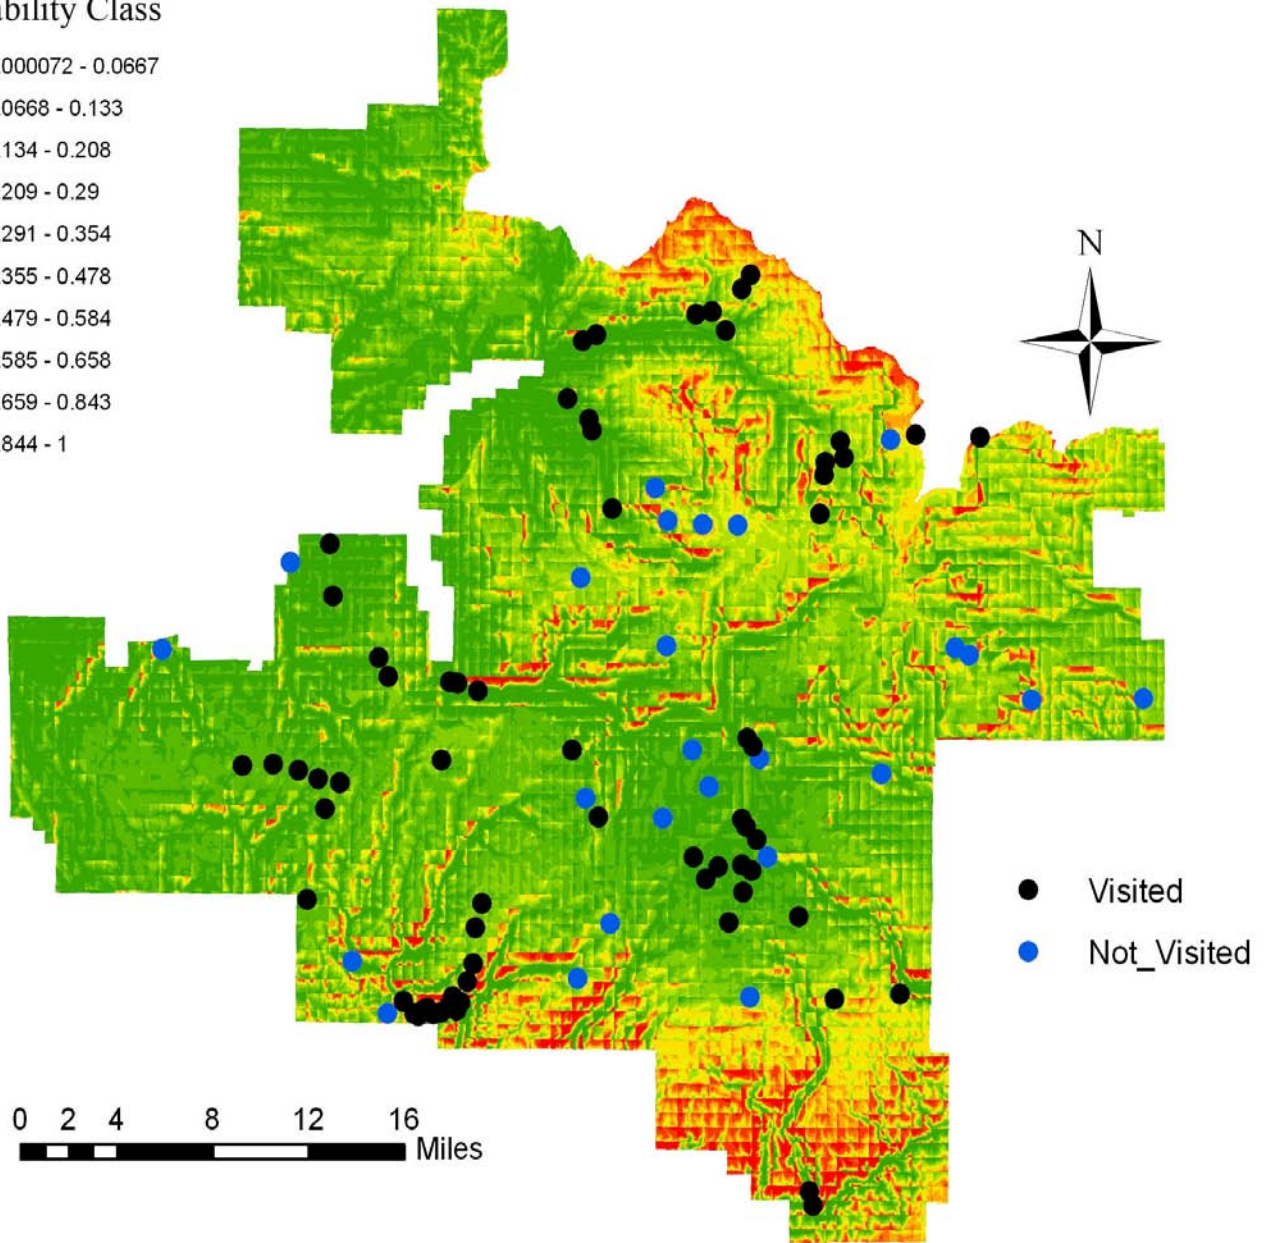 ability Class
.000072 - 0.0667
.0668 - 0.133
.134 - 0.208
.209 - 0.29
.291 - 0.354
.355 - 0.478
.479 - 0.584
.585 - 0.658
.659 - 0.843
.844 - 1
N
Visited
Not_Visited
0 2 4 8 12 16
Miles